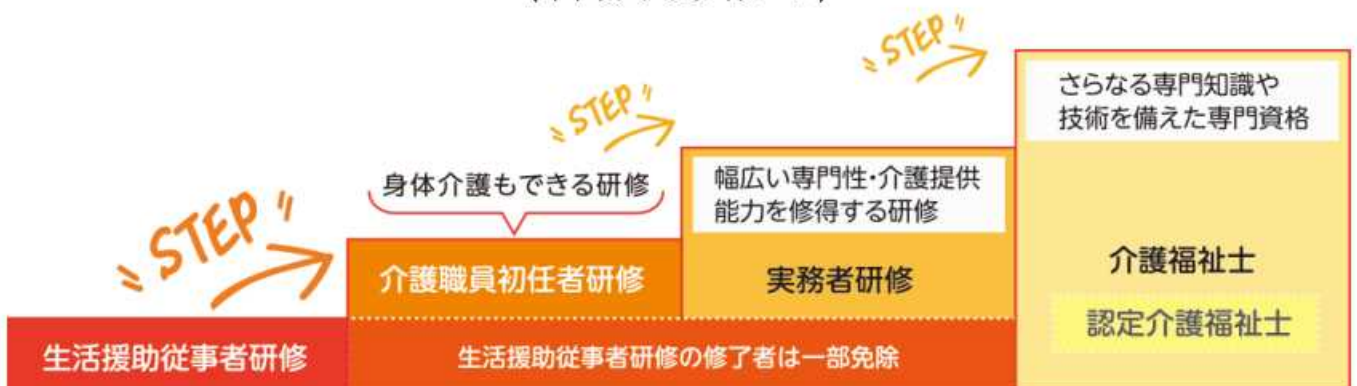 STEP
さらなる専門知識や
技術を備えた専門資格
STEP
幅広い専門性・介護提供
能力を修得する研修
身体介護もできる研修
STEP
介護職員初任者研修
実務者研修
介護福祉士
認定介護福祉士
生活援助従事者研修
生活援助従事者研修の修了者は一部免除